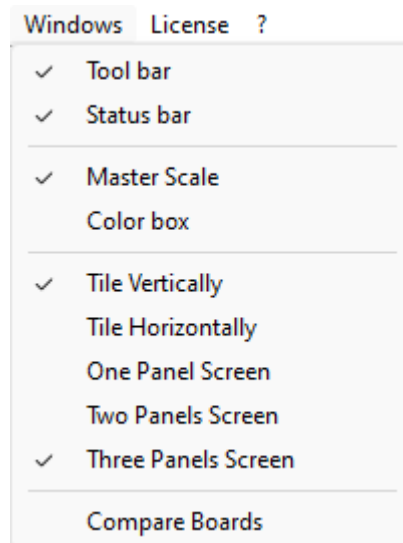 Windows License ?
Tool bar
Status bar
Master Scale
Color box
Tile Vertically
Tile Horizontally
One Panel Screen
Two Panels Screen
Three Panels Screen
Compare Boards